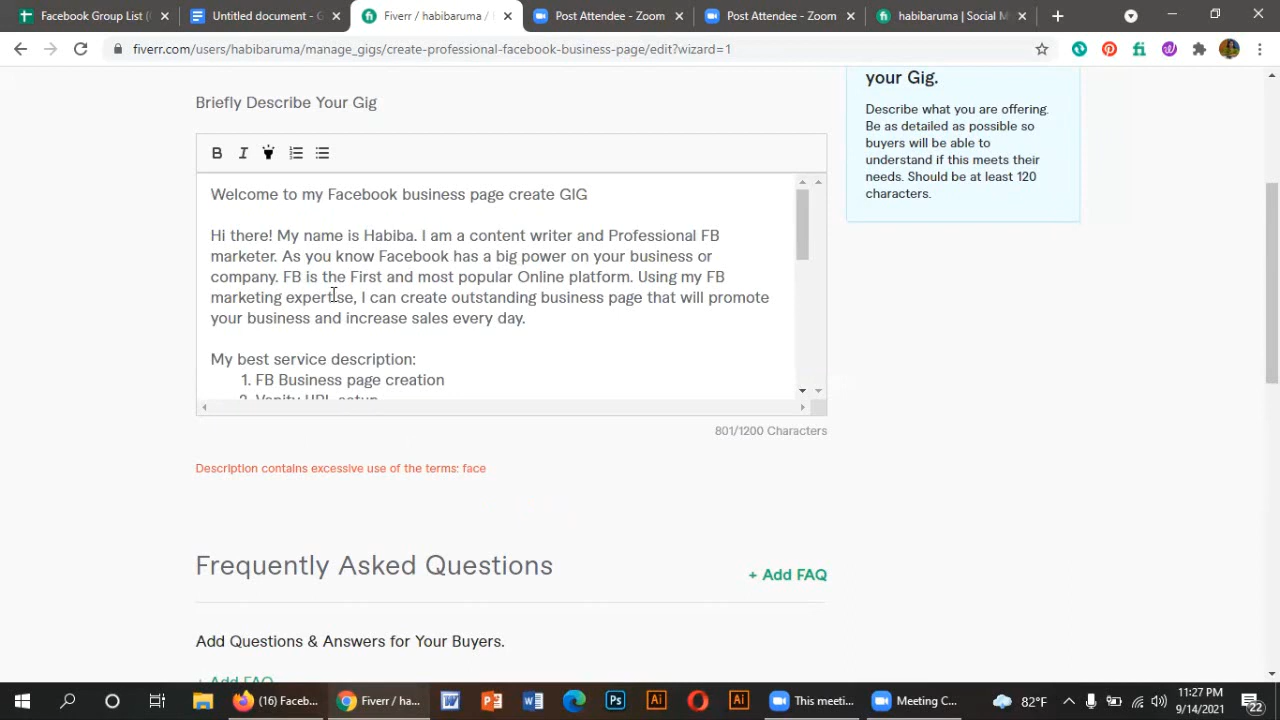 Facebook Group List (
Untitled document - G
Fiverr / habibaruma /
Post Attendee - Zoom
Post Attendee - Zoom
habibaruma | Social M
fiverr.com/users/habibaruma/manage_gigs/create-professional-facebook-business-page/edit?wizard=1
your Gig.
Describe what you are offering.
Be as detailed as possible so
buyers will be able to
understand if this meets their
needs. Should be at least 120
characters.
Briefly Describe Your Gig
B I
Welcome to my Facebook business page create GIG
Hi there! My name is Habiba. I am a content writer and Professional FB
marketer. As you know Facebook has a big power on your business or
company. FB is the First and most popular Online platform. Using my FB
marketing expertise, I can create outstanding business page that will promote
your business and increase sales every day.
My best service description:
1. FB Business page creation
2. Vanity URL setup
801/1200 Characters
Description contains excessive use of the terms: face
Frequently Asked Questions
+ Add FAQ
Add Questions & Answers for Your Buyers.
+ Add FAQ
(16) Faceb...
Fiverr / ha...
This meeti...
Meeting C...
82°F
11:27 PM
9/14/2021
22